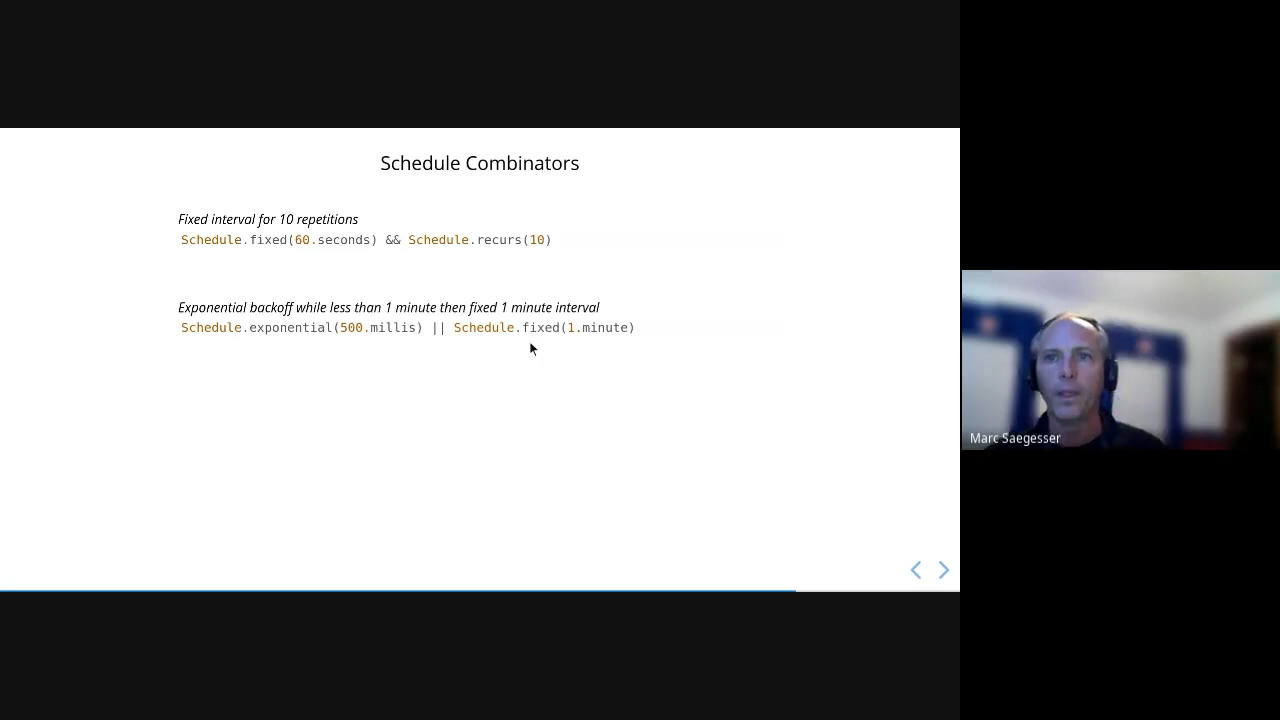 Schedule Combinators
Fixed interval for 10 repetitions
Schedule.fixed(60.seconds) && Schedule.recurs(10)
Exponential backoff while less than 1 minute then fixed 1 minute interval
Schedule.exponential(500.millis) || Schedule.fixed(1.minute)
Marc Saegesser